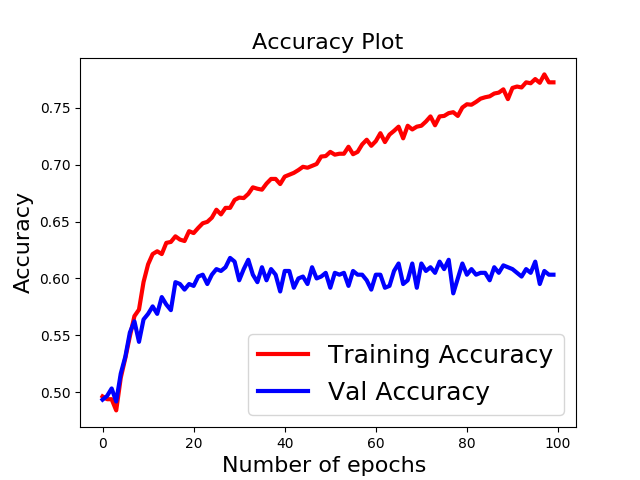 Accuracy Plot
Accuracy
0.75
0.70
0.65
0.60
0.55
0.50
Training Accuracy
Val Accuracy
0 20 40 60 80 100
Number of epochs